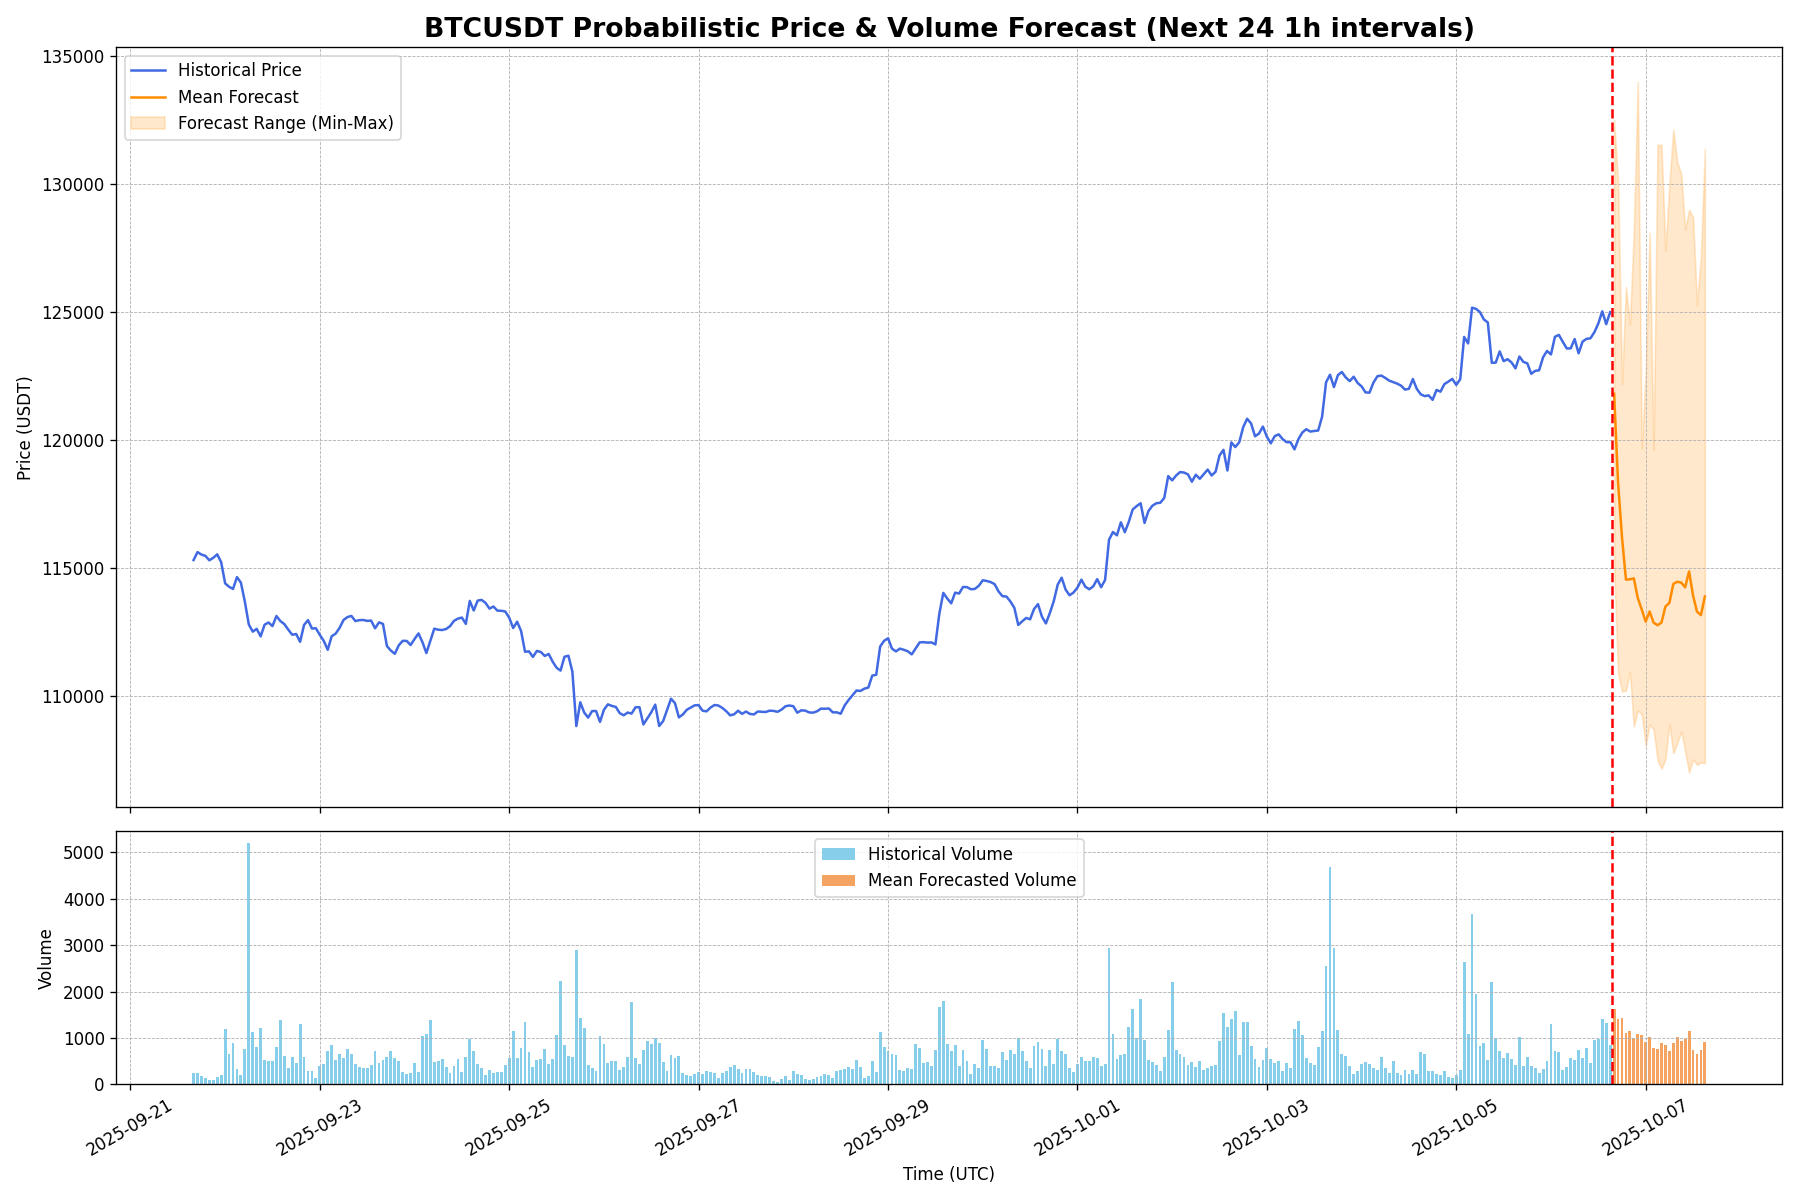 BTCUSDT Probabilistic Price & Volume Forecast (Next 24 1h intervals)
Historical Price
Mean Forecast
Forecast Range (Min-Max)
Price (USDT)
135000
130000
125000
120000
115000
110000
Historical Volume
Mean Forecasted Volume
Volume
5000
4000
3000
2000
1000
0
2025-09-21
2025-09-23
2025-09-25
2025-09-27
2025-09-29
2025-10-01
2025-10-03
2025-10-05
2025-10-07
Time (UTC)